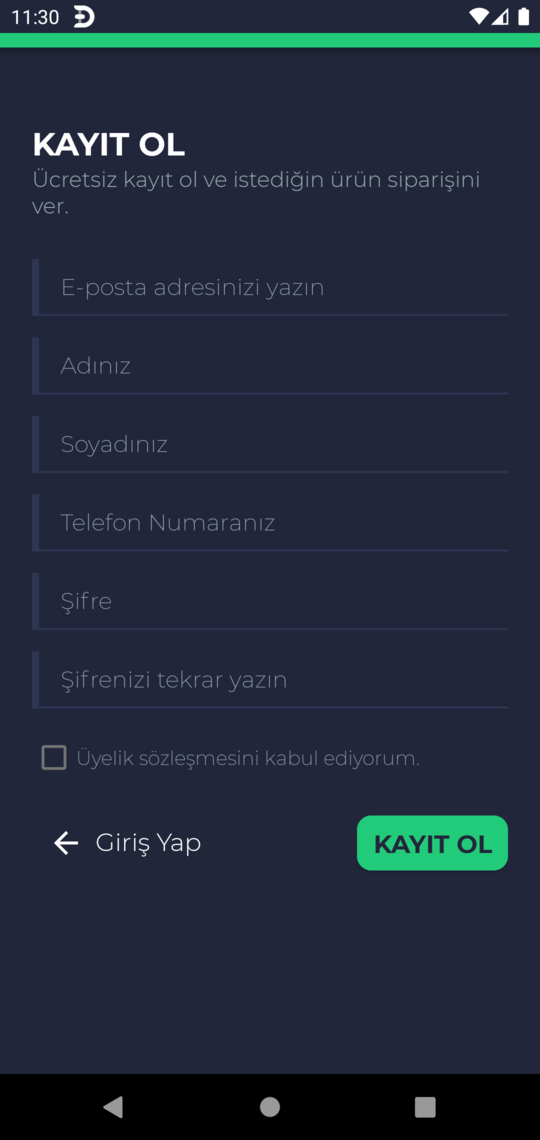 11:30
KAYIT OL
Ücretsiz kayıt ol ve istediğin ürün siparişini
ver.
E-posta adresinizi yazın
Adınız
Soyadınız
Telefon Numaranız
Şifre
Şifrenizi tekrar yazın
Üyelik sözleşmesini kabul ediyorum.
Giriş Yap
KAYIT OL